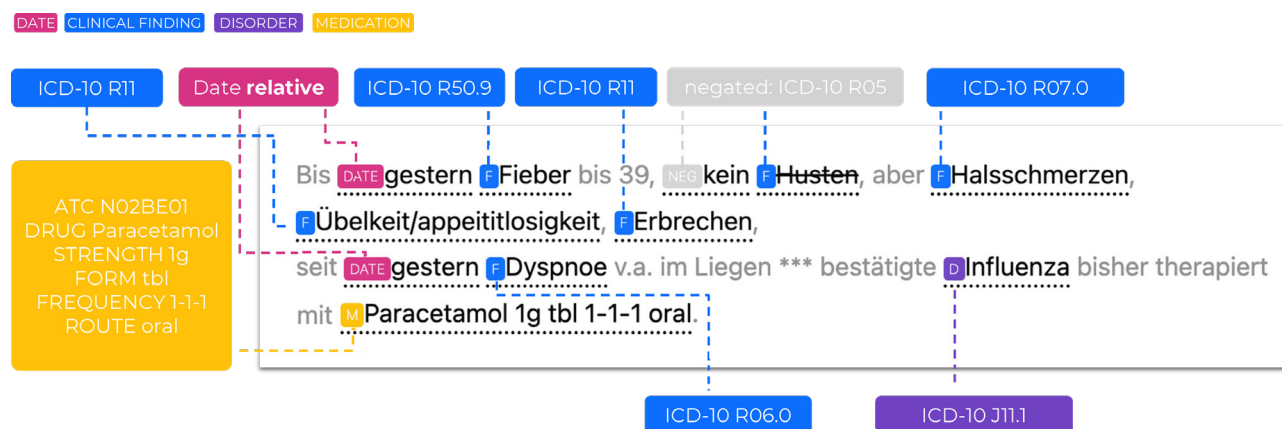 DATE CLINICAL FINDING DISORDER MEDICATION
ICD-10 R11
Date relative
ICD-10 R50.9
ICD-10 R11
negated: ICD-10 R05
ICD-10 R07.0
Bis DATE gestern F Fieber bis 39, NEG kein F Husten, aber F Halsschmerzen,
F Übelkeit/appeititlosigkeit, F Erbrechen,
seit DATE gestern F Dyspnoe v.a. im Liegen *** bestätigte D Influenza bisher therapiert
mit M Paracetamol 1g tbl 1-1-1 oral.
ATC N02BE01
DRUG Paracetamol
STRENGTH 1g
FORM tbl
FREQUENCY 1-1-1
ROUTE oral
ICD-10 R06.0
ICD-10 J11.1